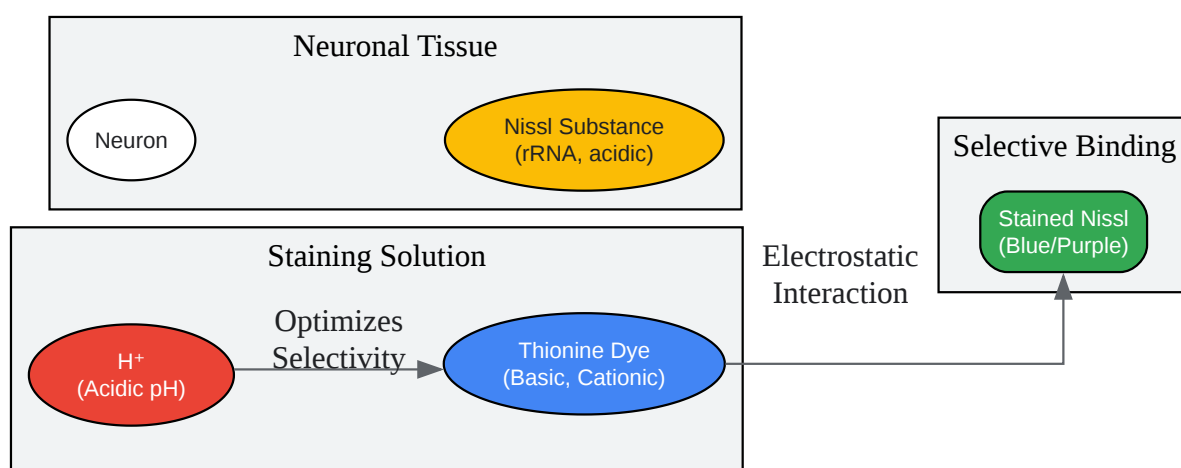 Neuronal Tissue
Neuron
Nissl Substance
(rRNA, acidic)
Selective Binding
Stained Nissl
(Blue/Purple)
Staining Solution
Electrostatic
Interaction
Optimizes
Selectivity
H⁺
(Acidic pH)
Thionine Dye
(Basic, Cationic)